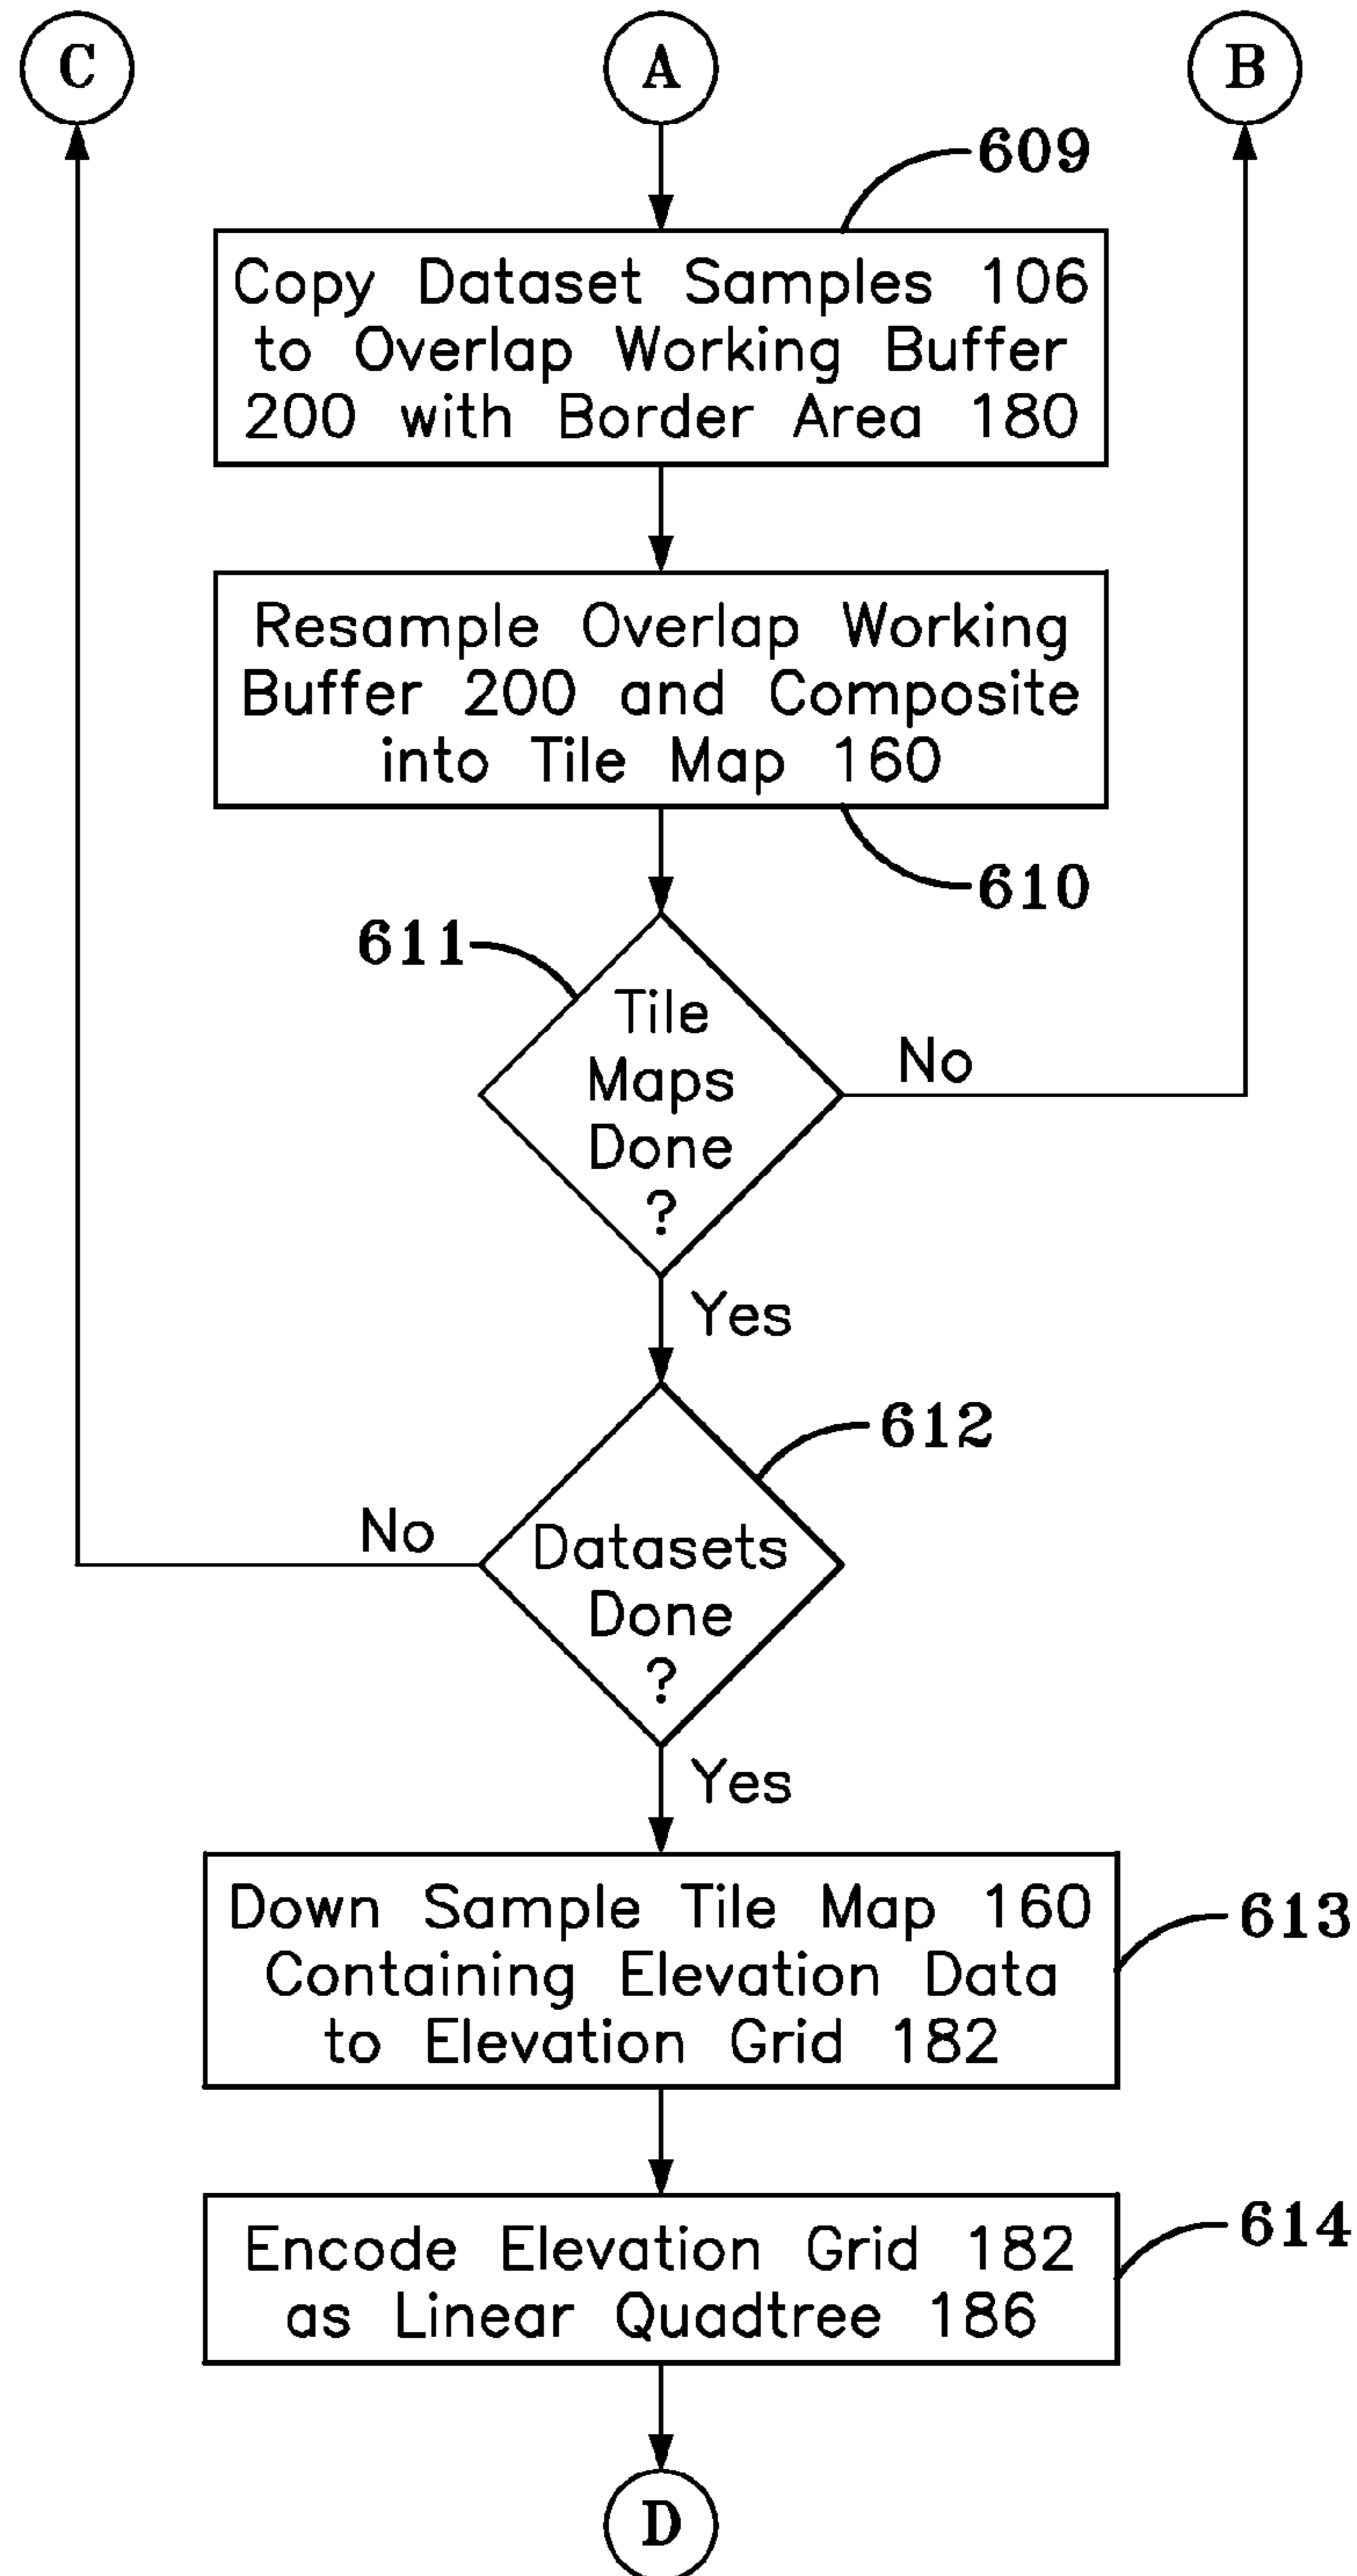 C
A
B
609
Copy Dataset Samples 106
to Overlap Working Buffer
200 with Border Area 180
Resample Overlap Working
Buffer 200 and Composite
into Tile Map 160
610
611
Tile
Maps
Done
?
No
Yes
612
Datasets
Done
?
No
Yes
Down Sample Tile Map 160
Containing Elevation Data
to Elevation Grid 182
613
Encode Elevation Grid 182
as Linear Quadtree 186
614
D